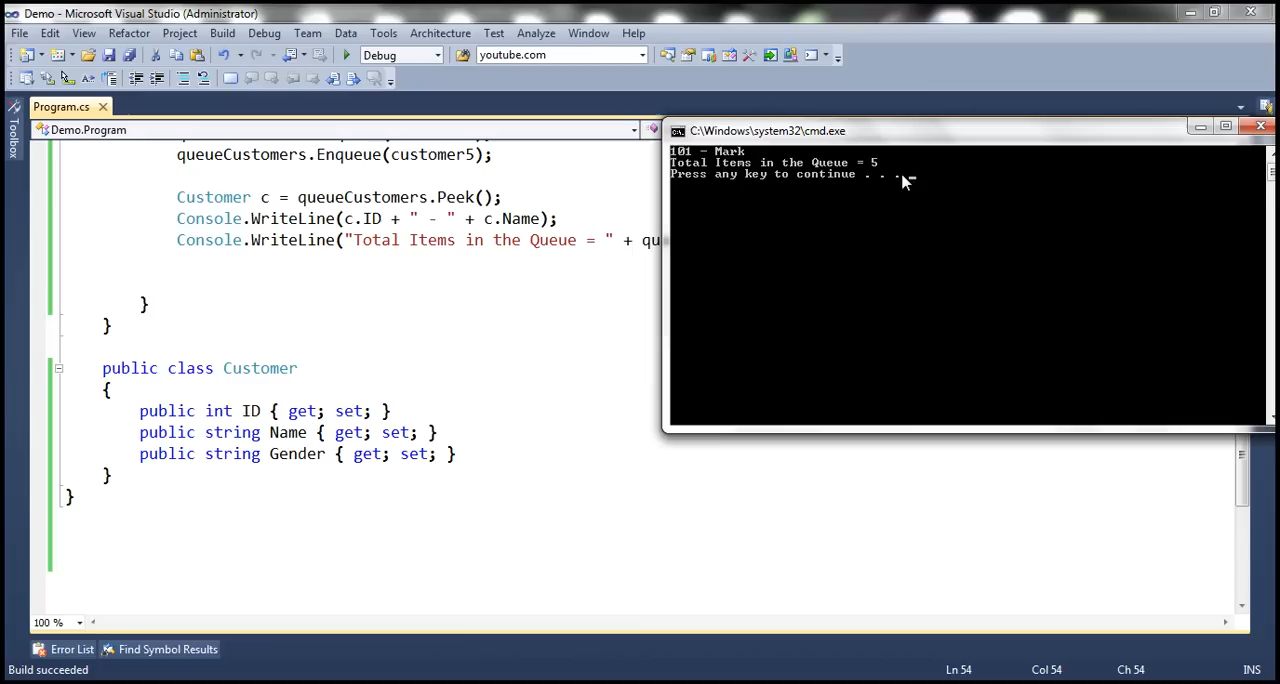 Demo - Microsoft Visual Studio (Administrator)
File Edit View Refactor Project Build Debug Team Data Tools Architecture Test Analyze Window Help
Debug youtube.com
Program.cs
Toolbox
Demo.Program
queueCustomers.Enqueue(customer5);
Customer c = queueCustomers.Peek();
Console.WriteLine(c.ID + " - " + c.Name);
Console.WriteLine("Total Items in the Queue = " + qu
}
}
public class Customer
{
public int ID { get; set; }
public string Name { get; set; }
public string Gender { get; set; }
}
}
C:\Windows\system32\cmd.exe
101 - Mark
Total Items in the Queue = 5
Press any key to continue . . .
100 %
Error List Find Symbol Results
Build succeeded Ln 54 Col 54 Ch 54 INS